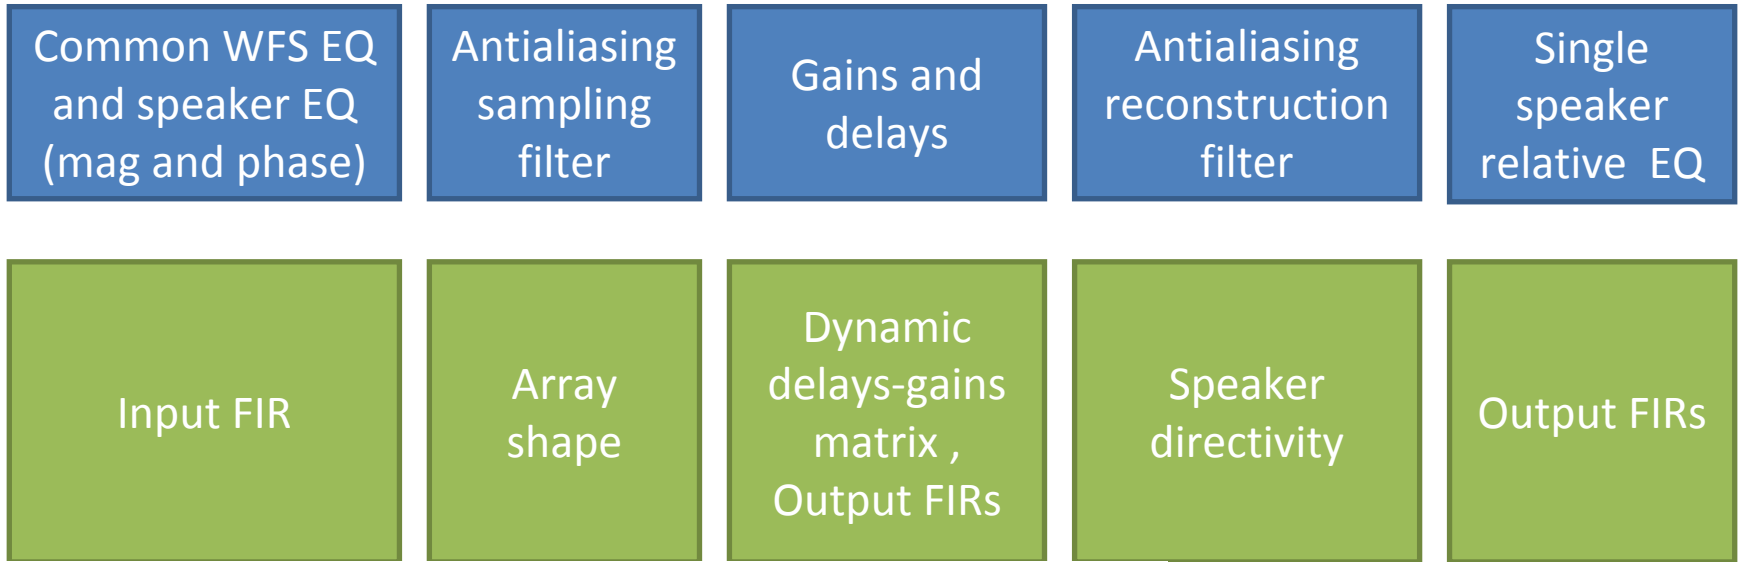 Common WFS EQ
and speaker EQ
(mag and phase)
Antialiasing
sampling
filter
Gains and
delays
Antialiasing
reconstruction
filter
Single
speaker
relative EQ
Input FIR
Array
shape
Dynamic
delays-gains
matrix ,
Output FIRs
Speaker
directivity
Output FIRs